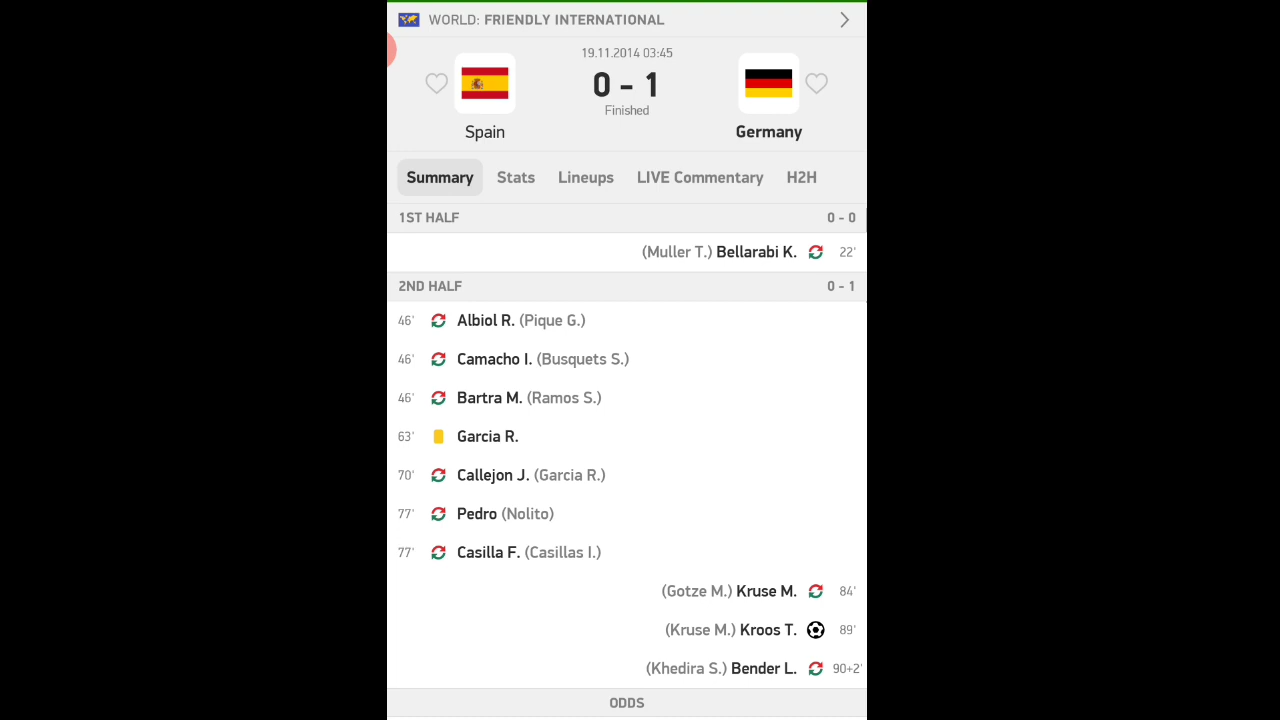 WORLD: FRIENDLY INTERNATIONAL
19.11.2014 03:45
0 - 1
Finished
Spain
Germany
Summary Stats Lineups LIVE Commentary H2H
1ST HALF 0 - 0
(Muller T.) Bellarabi K. 22'
2ND HALF 0 - 1
46' Albiol R. (Pique G.)
46' Camacho I. (Busquets S.)
46' Bartra M. (Ramos S.)
63' Garcia R.
70' Callejon J. (Garcia R.)
77' Pedro (Nolito)
77' Casilla F. (Casillas I.)
(Gotze M.) Kruse M. 84'
(Kruse M.) Kroos T. 89'
(Khedira S.) Bender L. 90+2'
ODDS